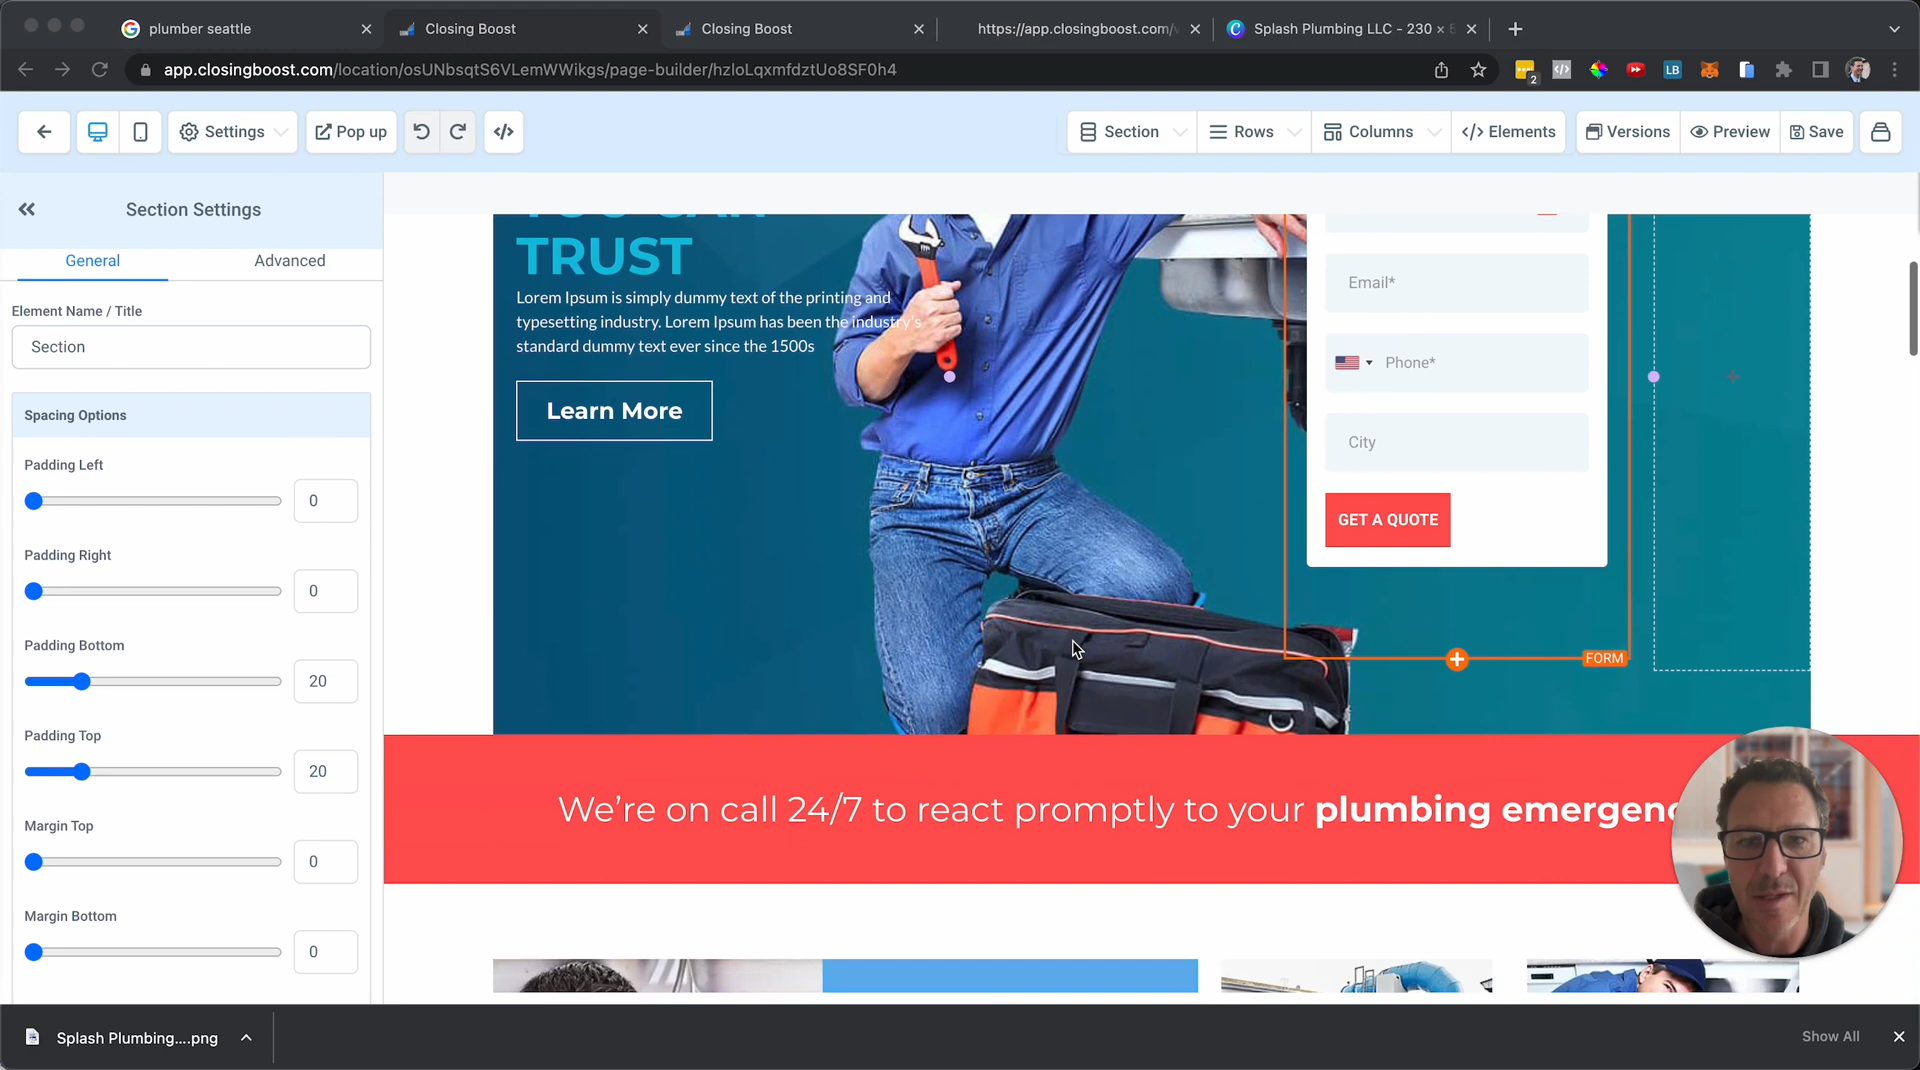 plumber seattle
Closing Boost
Closing Boost
https://app.closingboost.com/
Splash Plumbing LLC - 230 ×
app.closingboost.com/location/osUNbsqtS6VLemWWikgs/page-builder/hzloLqxmfdztUo8SF0h4
2
LB
Settings
Pop up
Section
Rows
Columns
Elements
Versions
Preview
Save
Section Settings
General
Advanced
Element Name / Title
Section
Spacing Options
Padding Left
0
Padding Right
0
Padding Bottom
20
Padding Top
20
Margin Top
0
Margin Bottom
0
YOU CAN
TRUST
Lorem Ipsum is simply dummy text of the printing and
typesetting industry. Lorem Ipsum has been the industry's
standard dummy text ever since the 1500s
Learn More
Email*
Phone*
City
GET A QUOTE
FORM
We're on call 24/7 to react promptly to your plumbing emergenc
Splash Plumbing....png
Show All